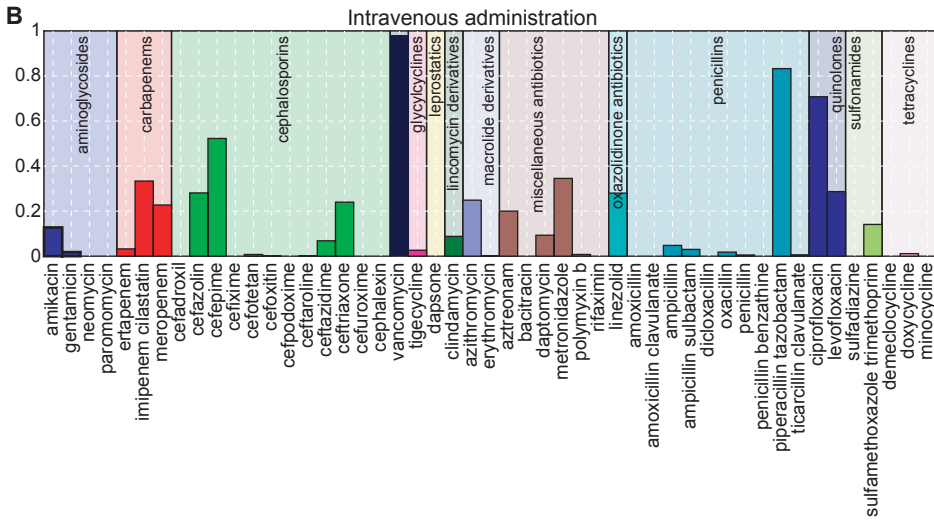 B
Intravenous administration
1
0.8
0.6
0.4
0.2
0
aminoglycosides
carbapenems
cephalosporins
glycylcyclines
leprostatics
lincomycin derivatives
macrolide derivatives
miscellaneous antibiotics
oxazolidinone antibiotics
penicillins
quinolones
sulfonamides
tetracyclines
amikacin
gentamicin
neomycin
paromomycin
ertapenem
imipenem cilastatin
meropenem
cefadroxil
cefazolin
cefepime
cefixime
cefotetan
cefoxitin
cefpodoxime
ceftaroline
ceftazidime
ceftriaxone
cefuroxime
cephalexin
vancomycin
tigecycline
dapsone
clindamycin
azithromycin
erythromycin
aztreonam
bacitracin
daptomycin
metronidazole
polymyxin b
rifaximin
linezolid
amoxicillin
amoxicillin clavulanate
ampicillin
ampicillin sulbactam
dicloxacillin
oxacillin
penicillin
penicillin benzathine
piperacillin tazobactam
ticarcillin clavulanate
ciprofloxacin
levofloxacin
sulfadiazine
sulfamethoxazole trimethoprim
demeclocycline
doxycycline
minocycline